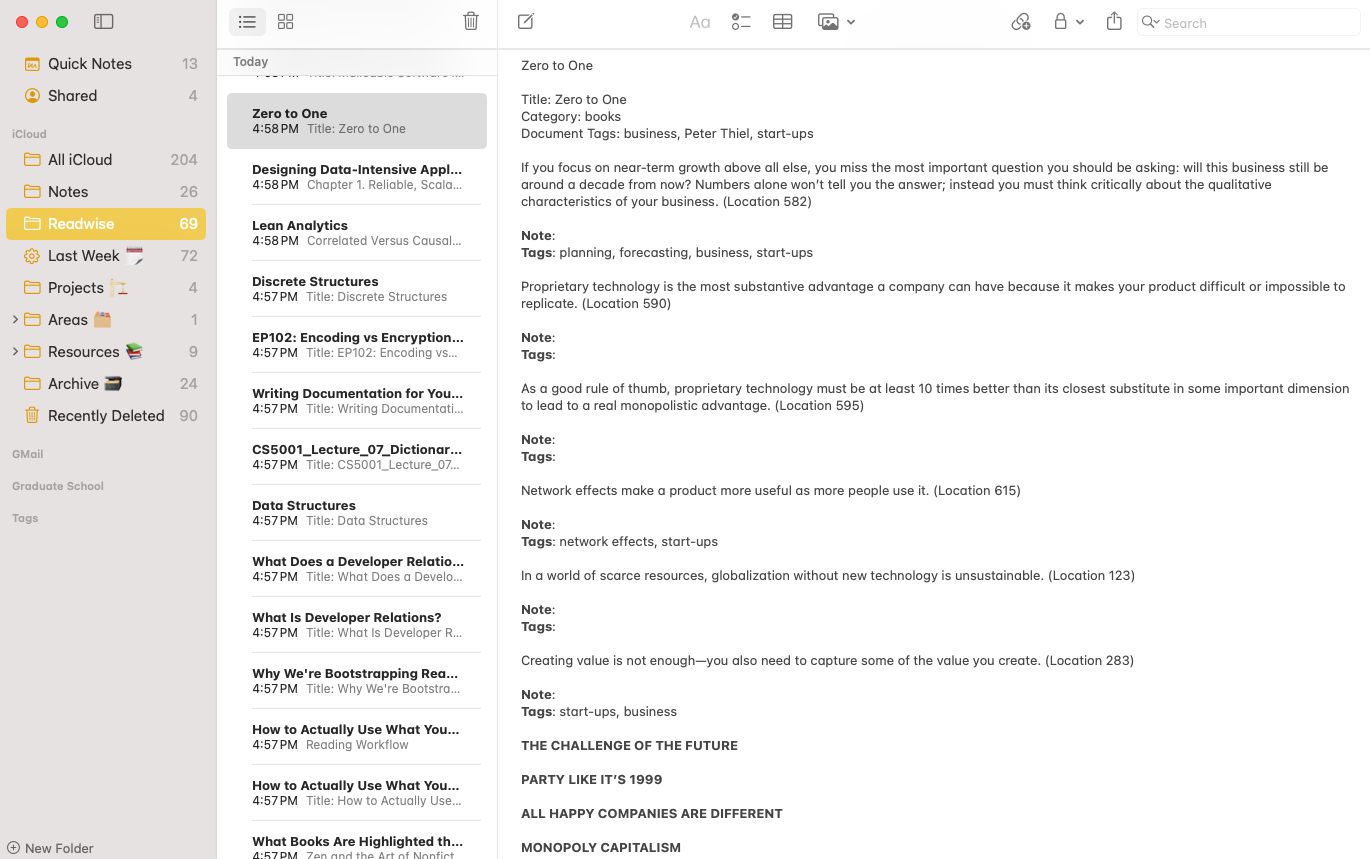 Quick Notes 13
Shared 4
iCloud
All iCloud 204
Notes 26
Readwise 69
Last Week 72
Projects 4
Areas 1
Resources 9
Archive 24
Recently Deleted 90
GMail
Graduate School
Tags
New Folder
Today
Zero to One
4:58 PM Title: Zero to One
Designing Data-Intensive Appl...
4:58 PM Chapter 1. Reliable, Scala...
Lean Analytics
4:58 PM Correlated Versus Causal...
Discrete Structures
4:57 PM Title: Discrete Structures
EP102: Encoding vs Encryption...
4:57 PM Title: EP102: Encoding vs...
Writing Documentation for You...
4:57 PM Title: Writing Documentati...
CS5001_Lecture_07_Dictionar...
4:57 PM Title: CS5001_Lecture_07...
Data Structures
4:57 PM Title: Data Structures
What Does a Developer Relatio...
4:57 PM Title: What Does a Develo...
What Is Developer Relations?
4:57 PM Title: What Is Developer R...
Why We're Bootstrapping Rea...
4:57 PM Title: Why We're Bootstra...
How to Actually Use What You...
4:57 PM Reading Workflow
How to Actually Use What You...
4:57 PM Title: How to Actually Use...
What Books Are Highlighted th...
4:57 PM Zen and the Art of Nonfict
Aa
Search
Zero to One
Title: Zero to One
Category: books
Document Tags: business, Peter Thiel, start-ups
If you focus on near-term growth above all else, you miss the most important question you should be asking: will this business still be
around a decade from now? Numbers alone won’t tell you the answer; instead you must think critically about the qualitative
characteristics of your business. (Location 582)
Note:
Tags: planning, forecasting, business, start-ups
Proprietary technology is the most substantive advantage a company can have because it makes your product difficult or impossible to
replicate. (Location 590)
Note:
Tags:
As a good rule of thumb, proprietary technology must be at least 10 times better than its closest substitute in some important dimension
to lead to a real monopolistic advantage. (Location 595)
Note:
Tags:
Network effects make a product more useful as more people use it. (Location 615)
Note:
Tags: network effects, start-ups
In a world of scarce resources, globalization without new technology is unsustainable. (Location 123)
Note:
Tags:
Creating value is not enough—you also need to capture some of the value you create. (Location 283)
Note:
Tags: start-ups, business
THE CHALLENGE OF THE FUTURE
PARTY LIKE IT’S 1999
ALL HAPPY COMPANIES ARE DIFFERENT
MONOPOLY CAPITALISM